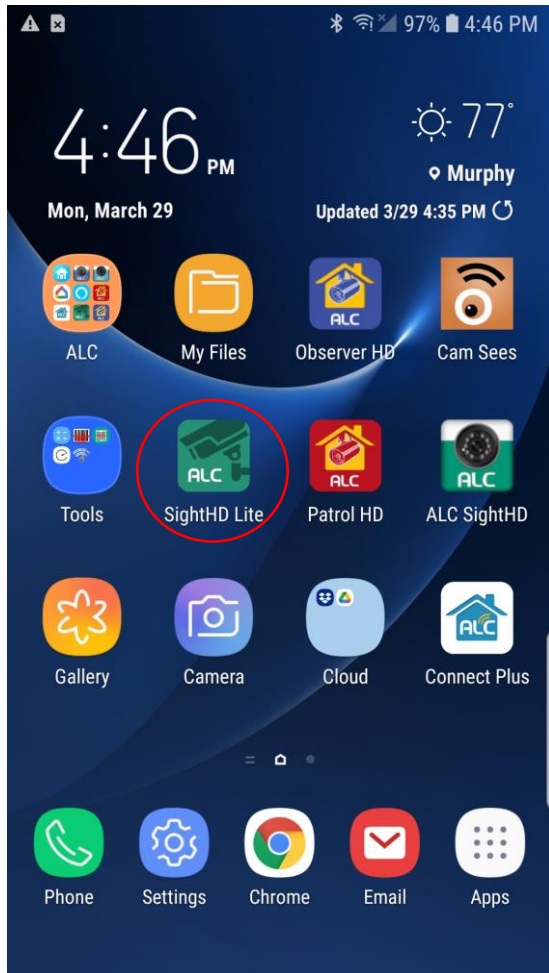 97% 4:46 PM
4:46 PM
77°
Murphy
Mon, March 29
Updated 3/29 4:35 PM
ALC
ALC
My Files
Observer HD
Cam Sees
ALC
ALC
ALC
Tools
SightHD Lite
Patrol HD
ALC SightHD
ALC
Gallery
Camera
Cloud
Connect Plus
Phone
Settings
Chrome
Email
Apps